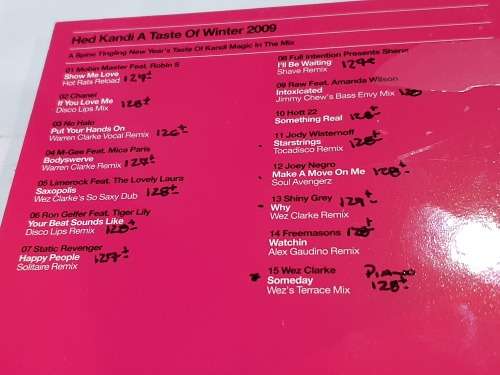 Hed Kandi A Taste Of Winter 2009
A Spine Tingling New Year's Taste Of Kandi Magic In The Mix
01 Mobin Master Feat. Robin S
Show Me Love
Hot Rats Reload 127±
02 Chanel
If You Love Me
Disco Lips Mix 128±
03 No Halo
Put Your Hands On
Warren Clarke Vocal Remix 126±
04 M-Gee Feat. Mica Paris
Bodyswerve
Warren Clarke Remix 127±
05 Limerock Feat. The Lovely Laura
Saxopolis 128±
Wez Clarke's So Saxy Dub
06 Ron Geffer Feat. Tiger Lily
Your Beat Sounds Like
Disco Lips Remix 128±
07 Static Revenger
Happy People 127±
Solitaire Remix
08 Full Intention Presents Shena
I'll Be Waiting
Shave Remix
09 Raw Feat. Amanda Wilson
Intoxicated
Jimmy Chew's Bass Envy Mix
10 Hott 22
Something Real 128±
11 Jody Wisternoff
Starstrings 128±
Tocadisco Remix
12 Joey Negro
Make A Move On Me 128±
Soul Avengerz
13 Shiny Grey
Why 129±
Wez Clarke Remix
14 Freemasons
Watchin 128±
Alex Gaudino Remix
15 Wez Clarke Piano
Someday 128±
Wez's Terrace Mix